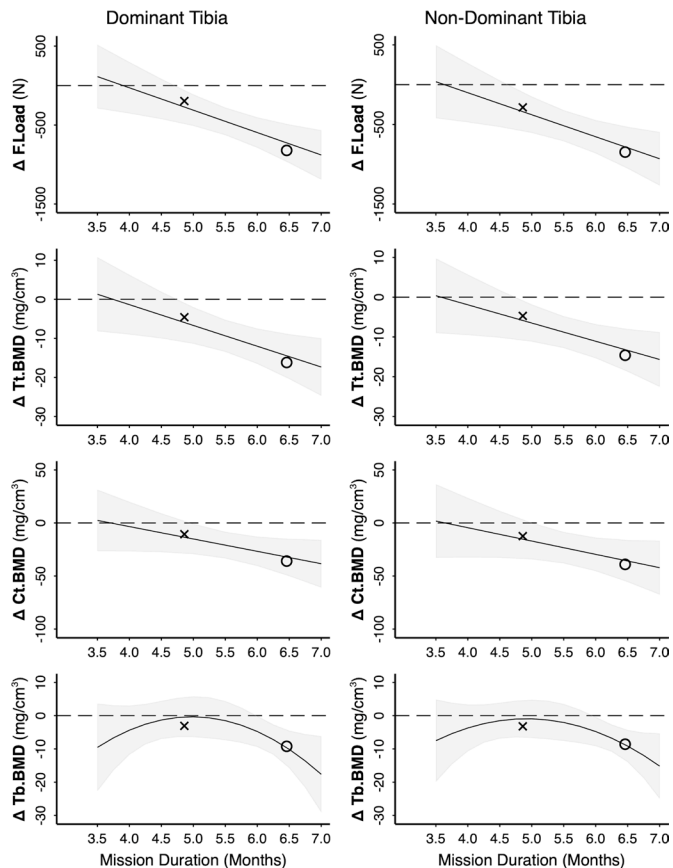 Dominant Tibia
Non-Dominant Tibia
Δ F.Load (N)
500
-500
-1500
3.5 4.0 4.5 5.0 5.5 6.0 6.5 7.0
Δ F.Load (N)
500
-500
-1500
3.5 4.0 4.5 5.0 5.5 6.0 6.5 7.0
Δ Tt.BMD (mg/cm³)
10
0
-10
-20
-30
3.5 4.0 4.5 5.0 5.5 6.0 6.5 7.0
Δ Tt.BMD (mg/cm³)
10
0
-10
-20
-30
3.5 4.0 4.5 5.0 5.5 6.0 6.5 7.0
Δ Ct.BMD (mg/cm³)
50
0
-50
-100
3.5 4.0 4.5 5.0 5.5 6.0 6.5 7.0
Δ Ct.BMD (mg/cm³)
50
0
-50
-100
3.5 4.0 4.5 5.0 5.5 6.0 6.5 7.0
Δ Tb.BMD (mg/cm³)
10
0
-10
-20
-30
3.5 4.0 4.5 5.0 5.5 6.0 6.5 7.0
Mission Duration (Months)
Δ Tb.BMD (mg/cm³)
10
0
-10
-20
-30
3.5 4.0 4.5 5.0 5.5 6.0 6.5 7.0
Mission Duration (Months)